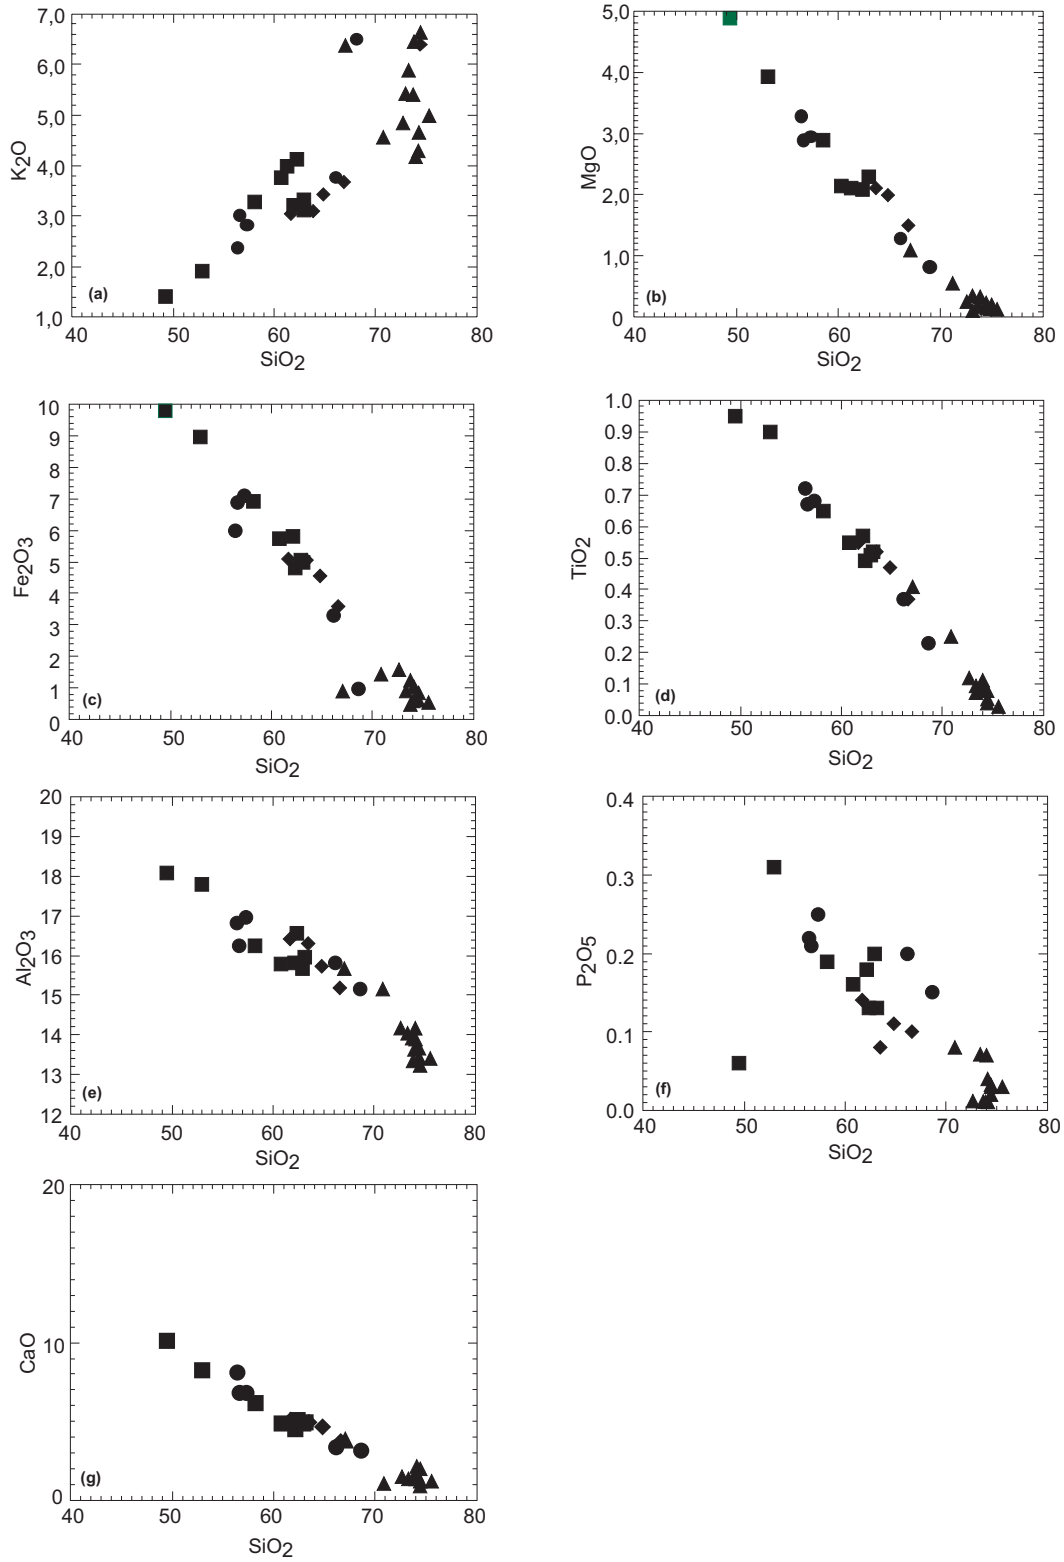 7,0
6,0
5,0
4,0
3,0
2,0
1,0
K2O
(a)
40 50 60 70 80
SiO2
5,0
4,0
3,0
2,0
1,0
0
MgO
(b)
40 50 60 70 80
SiO2
10
9
8
7
6
5
4
3
2
1
0
Fe2O3
(c)
40 50 60 70 80
SiO2
1.0
0.9
0.8
0.7
0.6
0.5
0.4
0.3
0.2
0.1
0.0
TiO2
(d)
40 50 60 70 80
SiO2
20
19
18
17
16
15
14
13
12
Al2O3
(e)
40 50 60 70 80
SiO2
0.4
0.3
0.2
0.1
0.0
P2O5
(f)
40 50 60 70 80
SiO2
20
10
0
CaO
(g)
40 50 60 70 80
SiO2